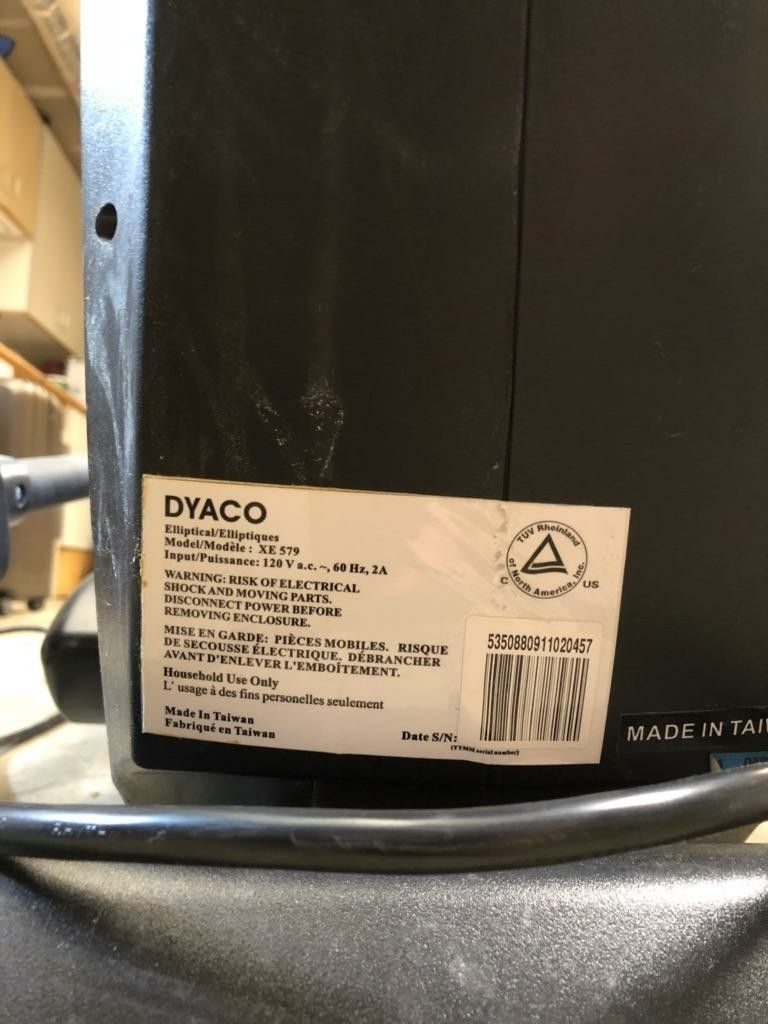 DYACO
Elliptical/Elliptiques
Model/Modèle : XE 579
Input/Puissance: 120 V a.c. ~, 60 Hz, 2A
WARNING: RISK OF ELECTRICAL
SHOCK AND MOVING PARTS.
DISCONNECT POWER BEFORE
REMOVING ENCLOSURE.
MISE EN GARDE: PIÈCES MOBILES. RISQUE
DE SECOUSSE ÉLECTRIQUE. DÉBRANCHER
AVANT D'ENLEVER L'EMBOÎTEMENT.
Household Use Only
L' usage à des fins personelles seulement
Made In Taiwan
Fabriqué en Taiwan
Date S/N:
(YYMM serial number)
TÜV Rheinland
of North America, Inc.
C US
5350880911020457
MADE IN TAIW